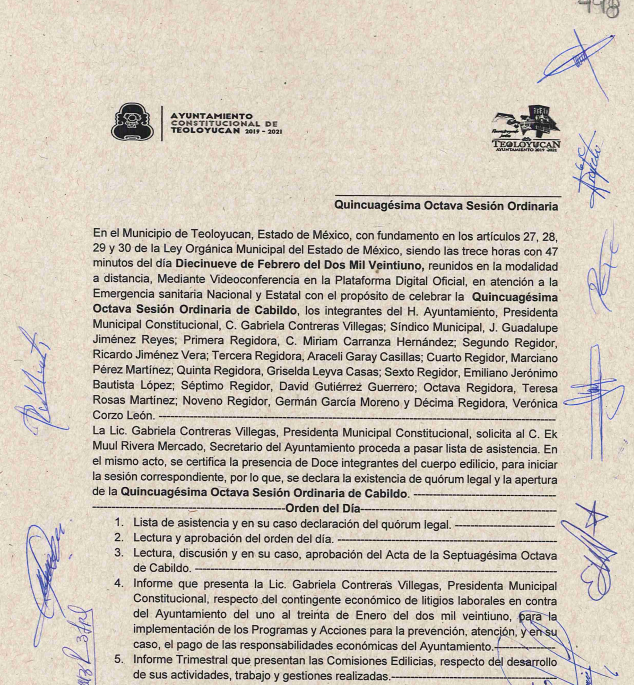 448
AYUNTAMIENTO
CONSTITUCIONAL DE
TEOLOYUCAN 2019 - 2021
TEOLOYUCAN
AYUNTAMIENTO 2019 -2021
Quincuagésima Octava Sesión Ordinaria
En el Municipio de Teoloyucan, Estado de México, con fundamento en los artículos 27, 28,
29 y 30 de la Ley Orgánica Municipal del Estado de México, siendo las trece horas con 47
minutos del día Diecinueve de Febrero del Dos Mil Veintiuno, reunidos en la modalidad
a distancia, Mediante Videoconferencia en la Plataforma Digital Oficial, en atención a la
Emergencia sanitaria Nacional y Estatal con el propósito de celebrar la Quincuagésima
Octava Sesión Ordinaria de Cabildo, los integrantes del H. Ayuntamiento, Presidenta
Municipal Constitucional, C. Gabriela Contreras Villegas; Síndico Municipal, J. Guadalupe
Jiménez Reyes; Primera Regidora, C. Miriam Carranza Hernández; Segundo Regidor,
Ricardo Jiménez Vera; Tercera Regidora, Araceli Garay Casillas; Cuarto Regidor, Marciano
Pérez Martínez; Quinta Regidora, Griselda Leyva Casas; Sexto Regidor, Emiliano Jerónimo
Bautista López; Séptimo Regidor, David Gutiérrez Guerrero; Octava Regidora, Teresa
Rosas Martínez; Noveno Regidor, Germán García Moreno y Décima Regidora, Verónica
Corzo León. ----------
La Lic. Gabriela Contreras Villegas, Presidenta Municipal Constitucional, solicita al C. Ek
Muul Rivera Mercado, Secretario del Ayuntamiento proceda a pasar lista de asistencia. En
el mismo acto, se certifica la presencia de Doce integrantes del cuerpo edilicio, para iniciar
la sesión correspondiente, por lo que, se declara la existencia de quórum legal y la apertura
de la Quincuagésima Octava Sesión Ordinaria de Cabildo. ----------
----------Orden del Día----------
1. Lista de asistencia y en su caso declaración del quórum legal. ----------
2. Lectura y aprobación del orden del día. ----------
3. Lectura, discusión y en su caso, aprobación del Acta de la Septuagésima Octava
de Cabildo. ----------
4. Informe que presenta la Lic. Gabriela Contreras Villegas, Presidenta Municipal
Constitucional, respecto del contingente económico de litigios laborales en contra
del Ayuntamiento del uno al treinta de Enero del dos mil veintiuno, para la
implementación de los Programas y Acciones para la prevención, atención, y en su
caso, el pago de las responsabilidades económicas del Ayuntamiento.----------
5. Informe Trimestral que presentan las Comisiones Edilicias, respecto del desarrollo
de sus actividades, trabajo y gestiones realizadas.----------